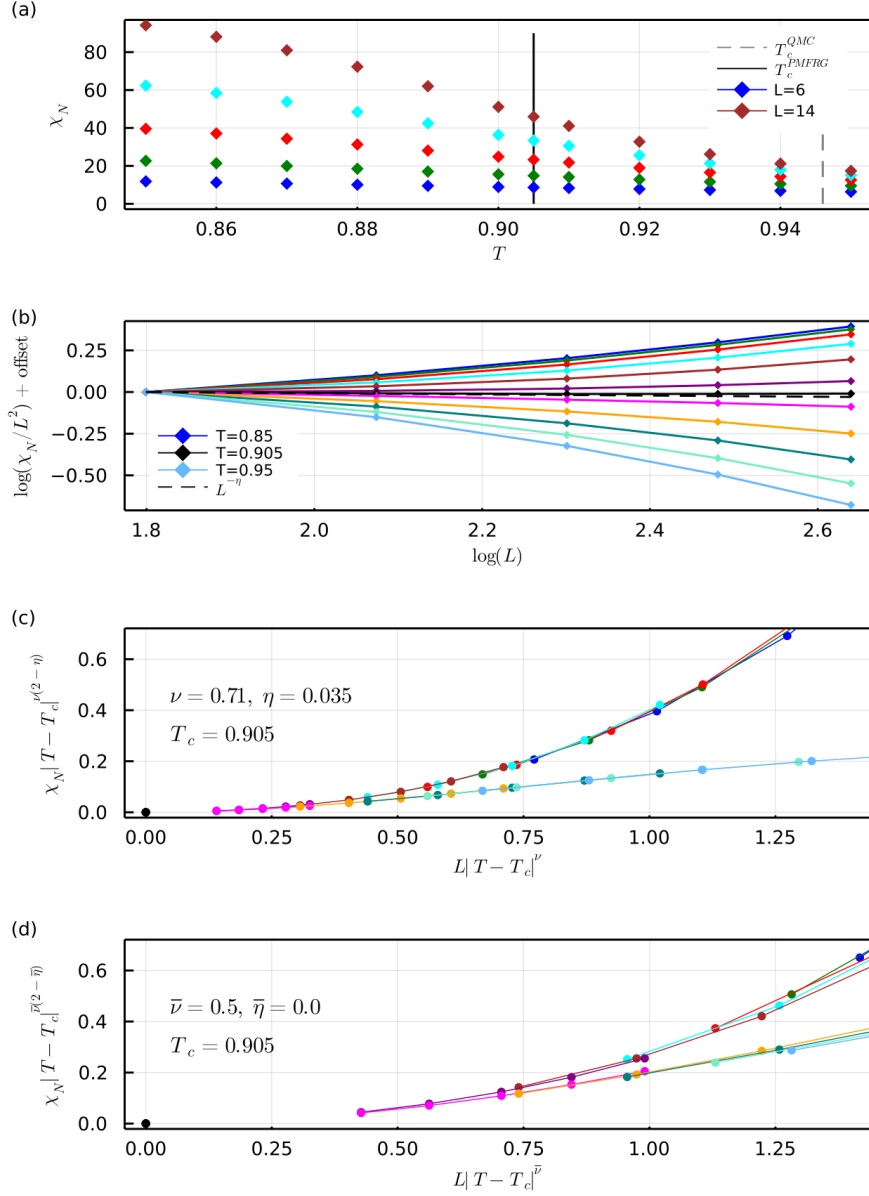 (a)
χ_N
80
60
40
20
0
T_c^{QMC}
T_c^{PMFRG}
L=6
L=14
0.86 0.88 0.90 0.92 0.94
T
(b)
log(χ_N/L^2) + offset
0.25
0.00
-0.25
-0.50
T=0.85
T=0.905
T=0.95
L^{-η}
1.8 2.0 2.2 2.4 2.6
log(L)
(c)
χ_N|T − T_c|^{ν(2−η)}
0.6
0.4
0.2
0.0
ν = 0.71, η = 0.035
T_c = 0.905
0.00 0.25 0.50 0.75 1.00 1.25
L|T − T_c|^ν
(d)
χ_N|T − T_c|^{ν̅(2−η̅)}
0.6
0.4
0.2
0.0
ν̅ = 0.5, η̅ = 0.0
T_c = 0.905
0.00 0.25 0.50 0.75 1.00 1.25
L|T − T_c|^ν̅